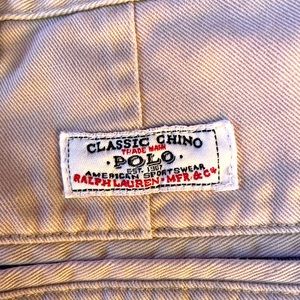 CLASSIC CHINO
TRADE MARK
· POLO ·
EST. 1967
AMERICAN SPORTSWEAR
RALPH LAUREN · MFR. & Co